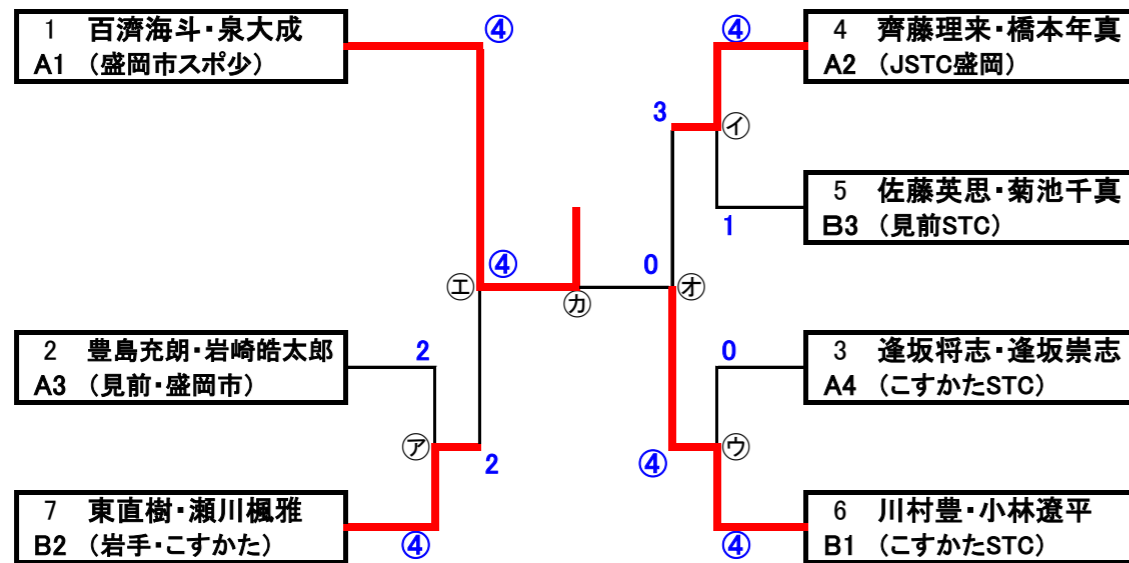 1 百濟海斗・泉大成
A1 (盛岡市スポ少)
④
④
4 齊藤理来・橋本年真
A2 (JSTC盛岡)
3
㋑
5 佐藤英思・菊池千真
B3 (見前STC)
1
④
0
㋓
㋕
㋔
2 豊島充朗・岩崎皓太郎
A3 (見前・盛岡市)
2
0
3 逢坂将志・逢坂崇志
A4 (こすかたSTC)
㋐
2
④
㋒
7 東直樹・瀬川楓雅
B2 (岩手・こすかた)
④
④
6 川村豊・小林遼平
B1 (こすかたSTC)